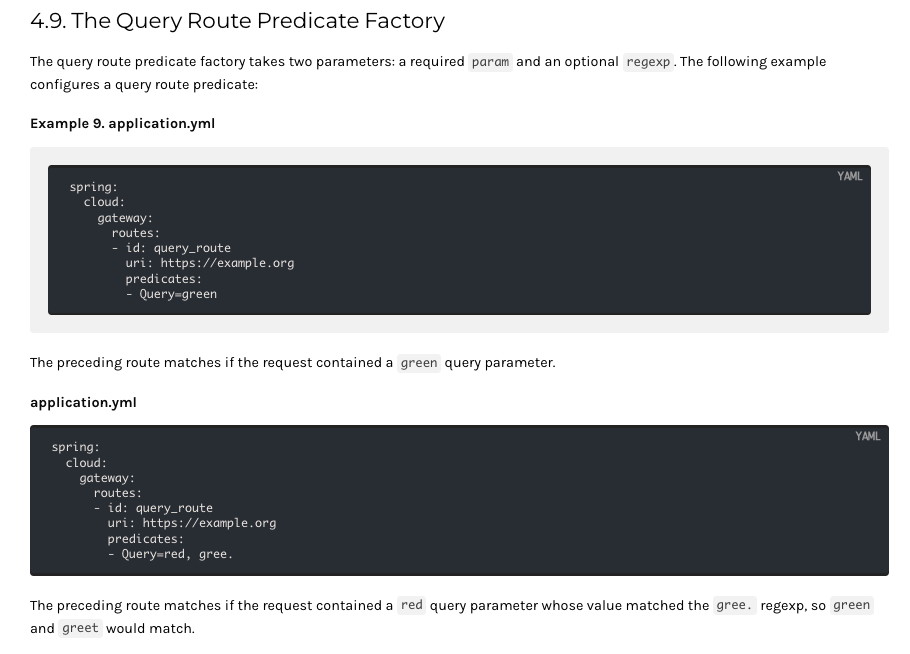 4.9. The Query Route Predicate Factory
The query route predicate factory takes two parameters: a required param and an optional regexp. The following example
configures a query route predicate:
Example 9. application.yml
YAML
spring:
  cloud:
    gateway:
      routes:
      - id: query_route
        uri: https://example.org
        predicates:
        - Query=green
The preceding route matches if the request contained a green query parameter.
application.yml
YAML
spring:
  cloud:
    gateway:
      routes:
      - id: query_route
        uri: https://example.org
        predicates:
        - Query=red, gree.
The preceding route matches if the request contained a red query parameter whose value matched the gree. regexp, so green
and greet would match.